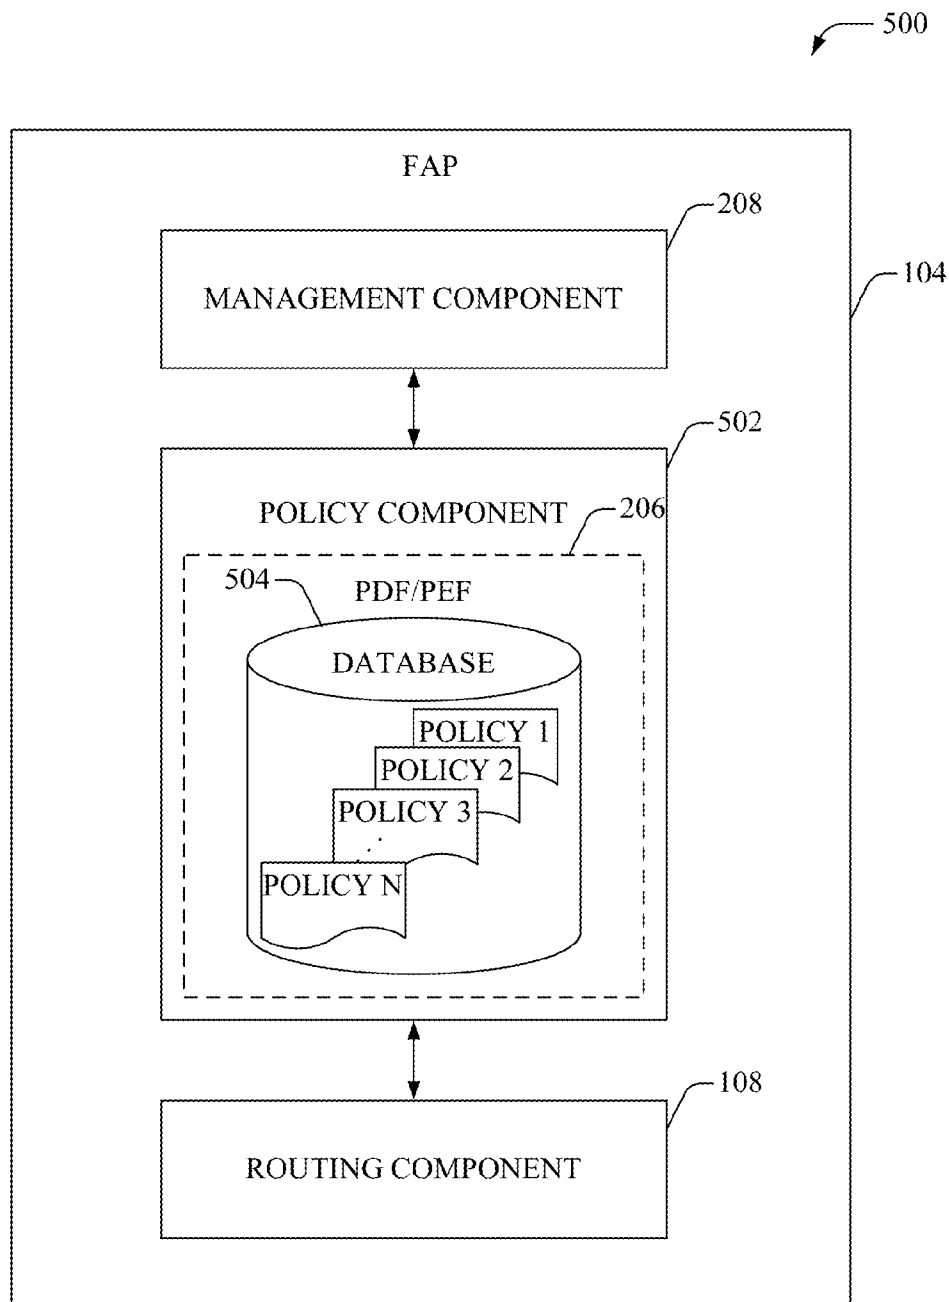 500
FAP
208
MANAGEMENT COMPONENT
104
502
POLICY COMPONENT
206
504
PDF/PEF
DATABASE
POLICY 1
POLICY 2
POLICY 3
POLICY N
108
ROUTING COMPONENT